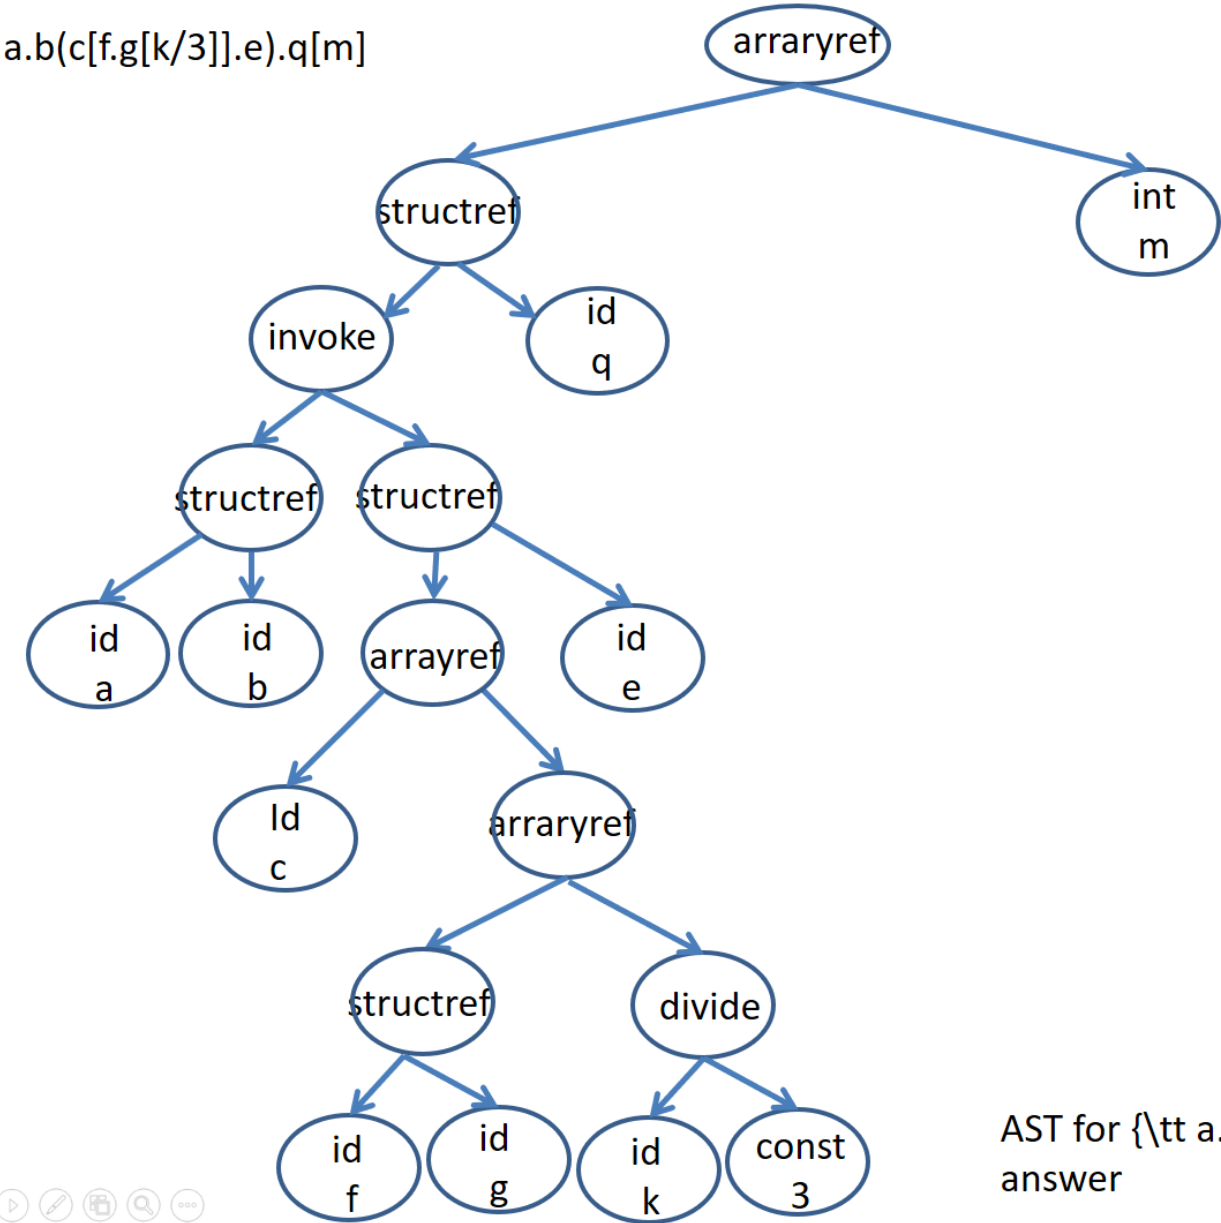 a.b(c[f.g[k/3]].e).q[m]
arraryref
structref
int
m
invoke
id
q
structref
structref
id
a
id
b
arrayref
id
e
Id
c
arraryref
structref
divide
id
f
id
g
id
k
const
3
AST for {\tt a.
answer